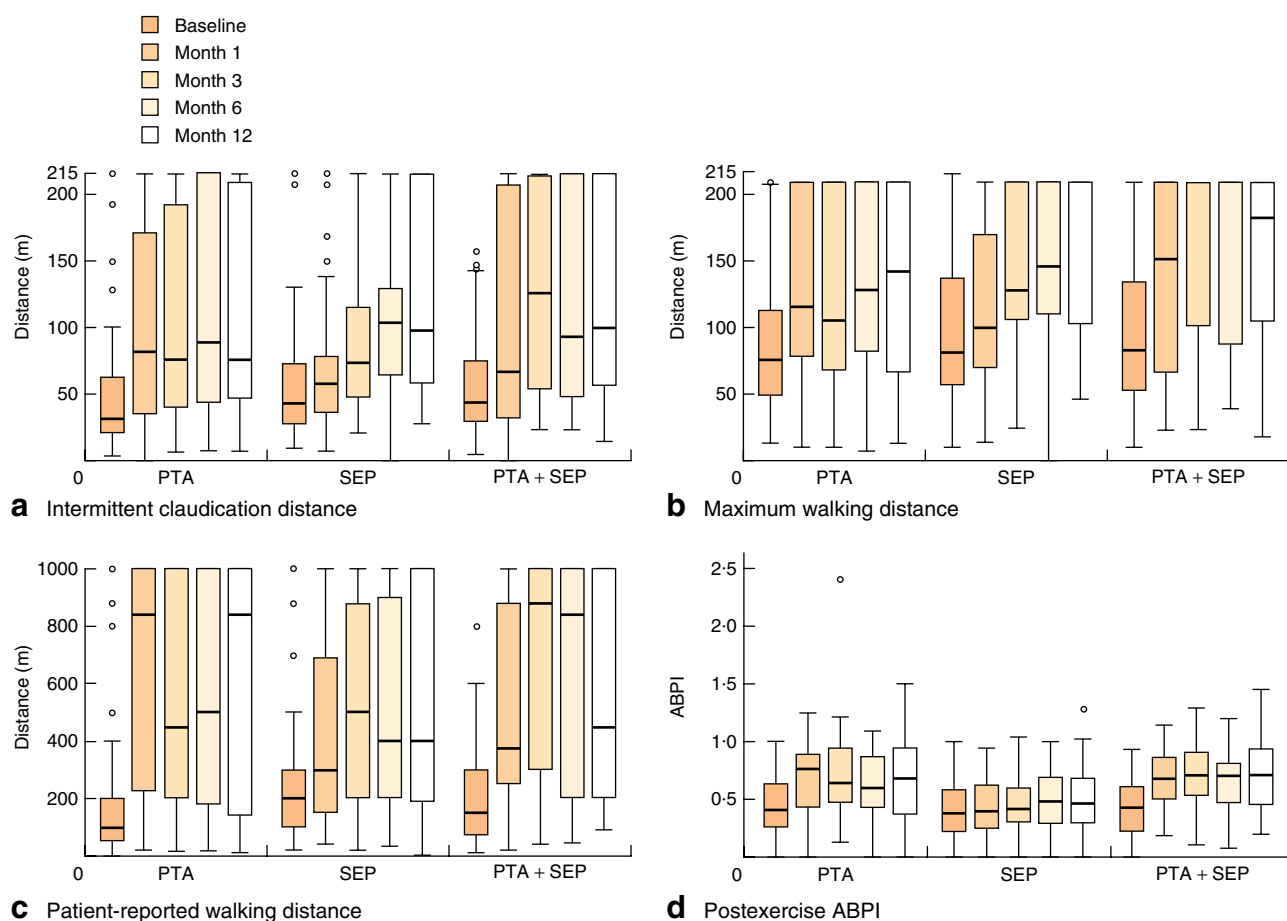 Baseline
Month 1
Month 3
Month 6
Month 12
215
200
150
100
50
0
Distance (m)
PTA
SEP
PTA + SEP
a Intermittent claudication distance
215
200
150
100
50
0
Distance (m)
PTA
SEP
PTA + SEP
b Maximum walking distance
1000
800
600
400
200
0
Distance (m)
PTA
SEP
PTA + SEP
c Patient-reported walking distance
2·5
2·0
1·5
1·0
0·5
0
ABPI
PTA
SEP
PTA + SEP
d Postexercise ABPI